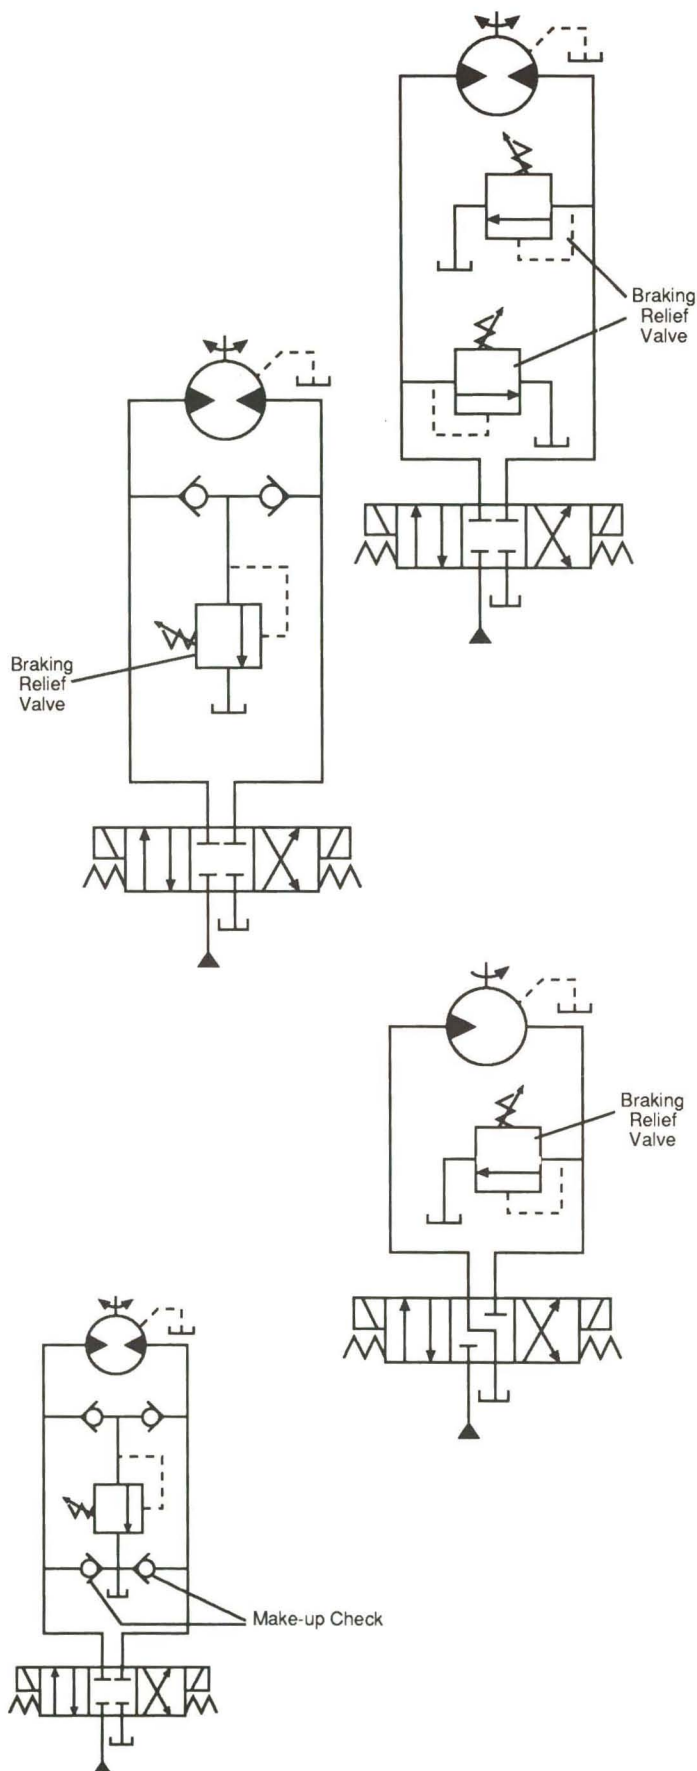 Braking
Relief
Valve
Braking
Relief
Valve
Braking
Relief
Valve
Make-up Check